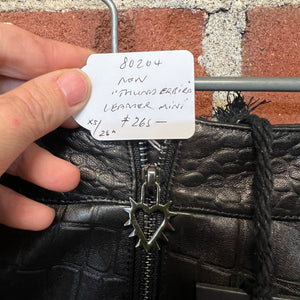 80204
NON
"THUNDERBIRD
LEATHER MINI
XS/ $265—
26"